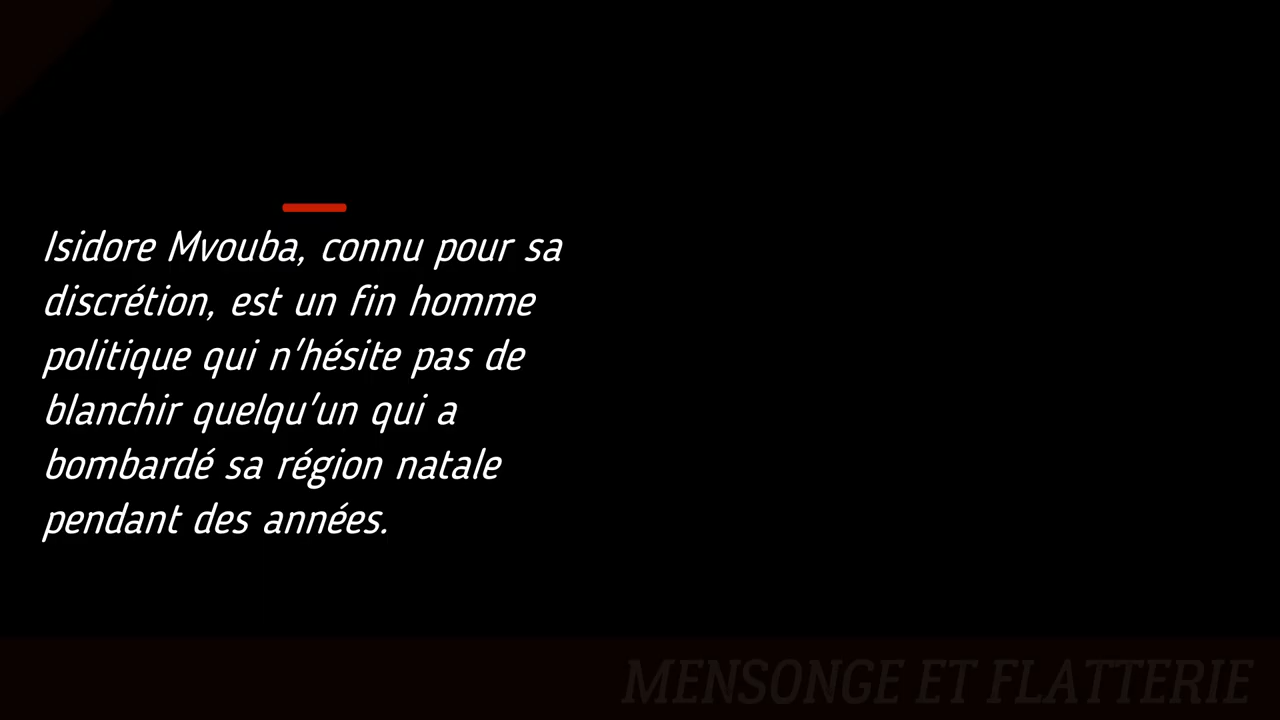 Isidore Mvouba, connu pour sa
discrétion, est un fin homme
politique qui n'hésite pas de
blanchir quelqu'un qui a
bombardé sa région natale
pendant des années.
MENSONGE ET FLATTERIE